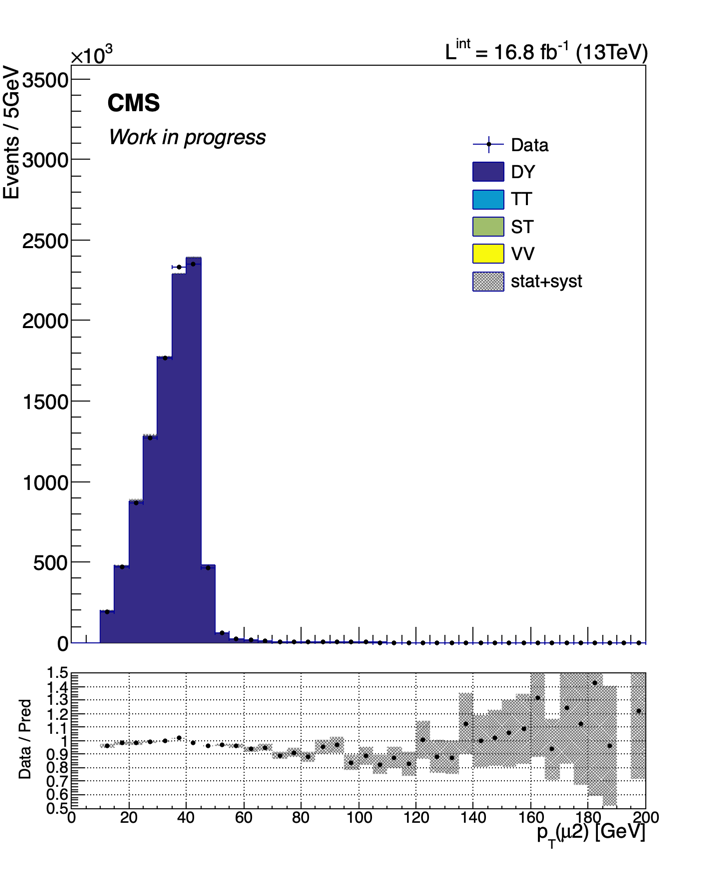 ×10³
L^int = 16.8 fb⁻¹ (13TeV)
Events / 5GeV
3500
3000
2500
2000
1500
1000
500
0
CMS
Work in progress
Data
DY
TT
ST
VV
stat+syst
Data / Pred
1.5
1.4
1.3
1.2
1.1
1
0.9
0.8
0.7
0.6
0.5
0 20 40 60 80 100 120 140 160 180 200
p_T(μ2) [GeV]